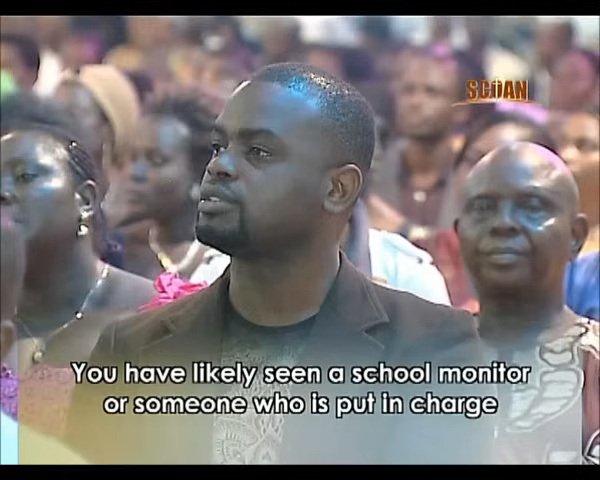 SCOAN
You have likely seen a school monitor
or someone who is put in charge